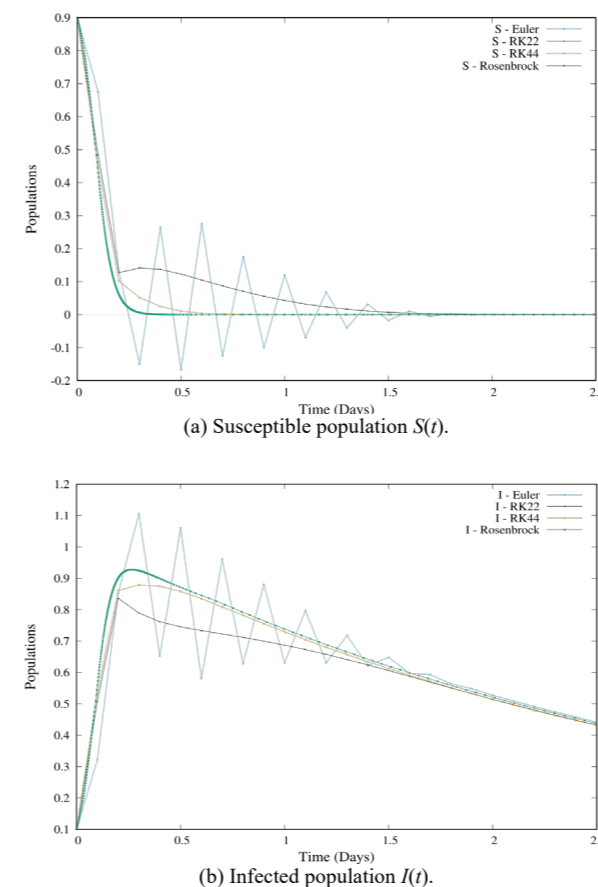 0.9
0.8
0.7
0.6
0.5
0.4
0.3
0.2
0.1
0
-0.1
-0.2
Populations
S - Euler
S - RK22
S - RK44
S - Rosenbrock
0 0.5 1 1.5 2 2.
Time (Days)
(a) Susceptible population S(t).
1.2
1.1
1
0.9
0.8
0.7
0.6
0.5
0.4
0.3
0.2
0.1
Populations
I - Euler
I - RK22
I - RK44
I - Rosenbrock
0 0.5 1 1.5 2 2.
Time (Days)
(b) Infected population I(t).